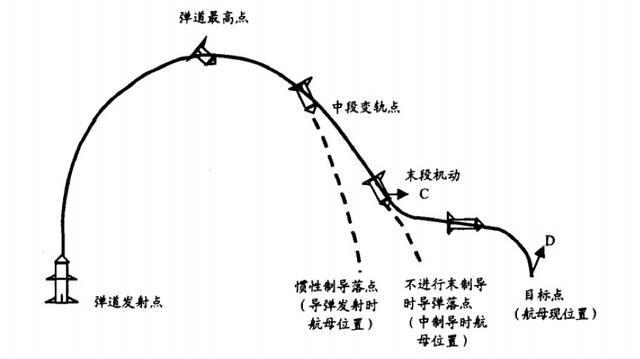 弹道最高点
中段变轨点
末段机动
C
D
弹道发射点
惯性制导落点
（导弹发射时
航母位置）
不进行末制导
时导弹落点
（中制导时航
母位置）
目标点
（航母现位置）